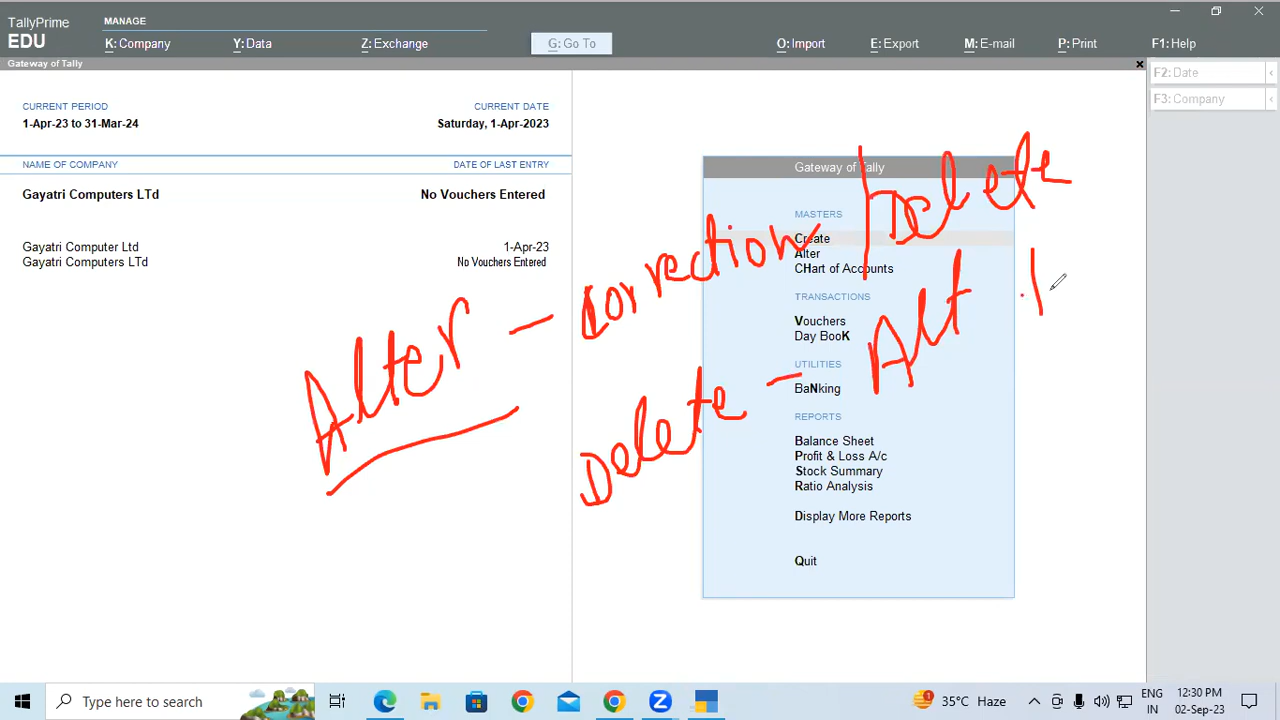 TallyPrime
EDU
MANAGE
K: Company
Y: Data
Z: Exchange
G: Go To
O: Import
E: Export
M: E-mail
P: Print
F1: Help
Gateway of Tally
F2: Date
F3: Company
CURRENT PERIOD
CURRENT DATE
1-Apr-23 to 31-Mar-24
Saturday, 1-Apr-2023
NAME OF COMPANY
DATE OF LAST ENTRY
Gayatri Computers LTd
No Vouchers Entered
Gayatri Computer Ltd
1-Apr-23
Gayatri Computers LTd
No Vouchers Entered
Gateway of Tally
MASTERS
Create
Alter
CHart of Accounts
TRANSACTIONS
Vouchers
Day BooK
UTILITIES
BaNking
REPORTS
Balance Sheet
Profit & Loss A/c
Stock Summary
Ratio Analysis
Display More Reports
Quit
Alter - Correction / Delete
Delete - Alt
Type here to search
35°C Haze
ENG
IN
12:30 PM
02-Sep-23